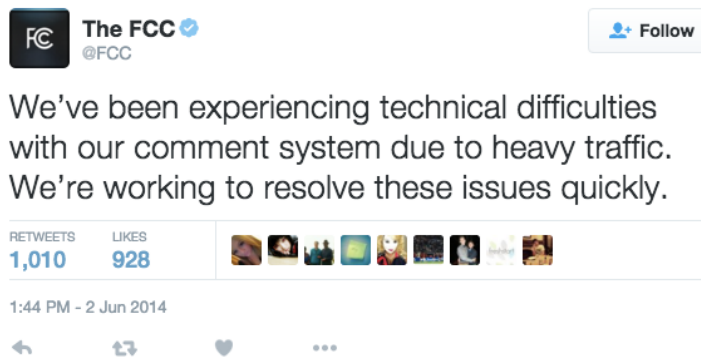 FC
The FCC
@FCC
Follow
We've been experiencing technical difficulties
with our comment system due to heavy traffic.
We're working to resolve these issues quickly.
RETWEETS LIKES
1,010 928
1:44 PM - 2 Jun 2014